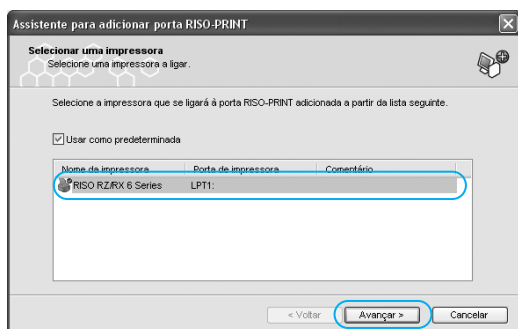 Assistente para adicionar porta RISO-PRINT
Selecionar uma impressora
Selecione uma impressora a ligar.
Selecione a impressora que se ligará à porta RISO-PRINT adicionada a partir da lista seguinte.
Usar como predeterminada
Nome da impressora Porta de impressora Comentário
RISO RZ/RX 6 Series LPT1:
< Voltar Avançar > Cancelar